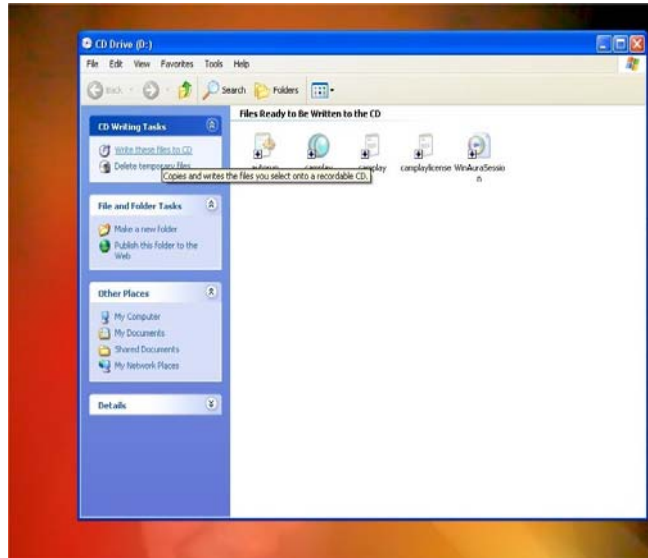 CD Drive (D:)
File Edit View Favorites Tools Help
Back Search Folders
Files Ready to Be Written to the CD
CD Writing Tasks
Write these files to CD
Delete temporary files
Copies and writes the files you select onto a recordable CD.
camplay camplaylicense WinAuraSessio
n
File and Folder Tasks
Make a new folder
Publish this folder to the
Web
Other Places
My Computer
My Documents
Shared Documents
My Network Places
Details